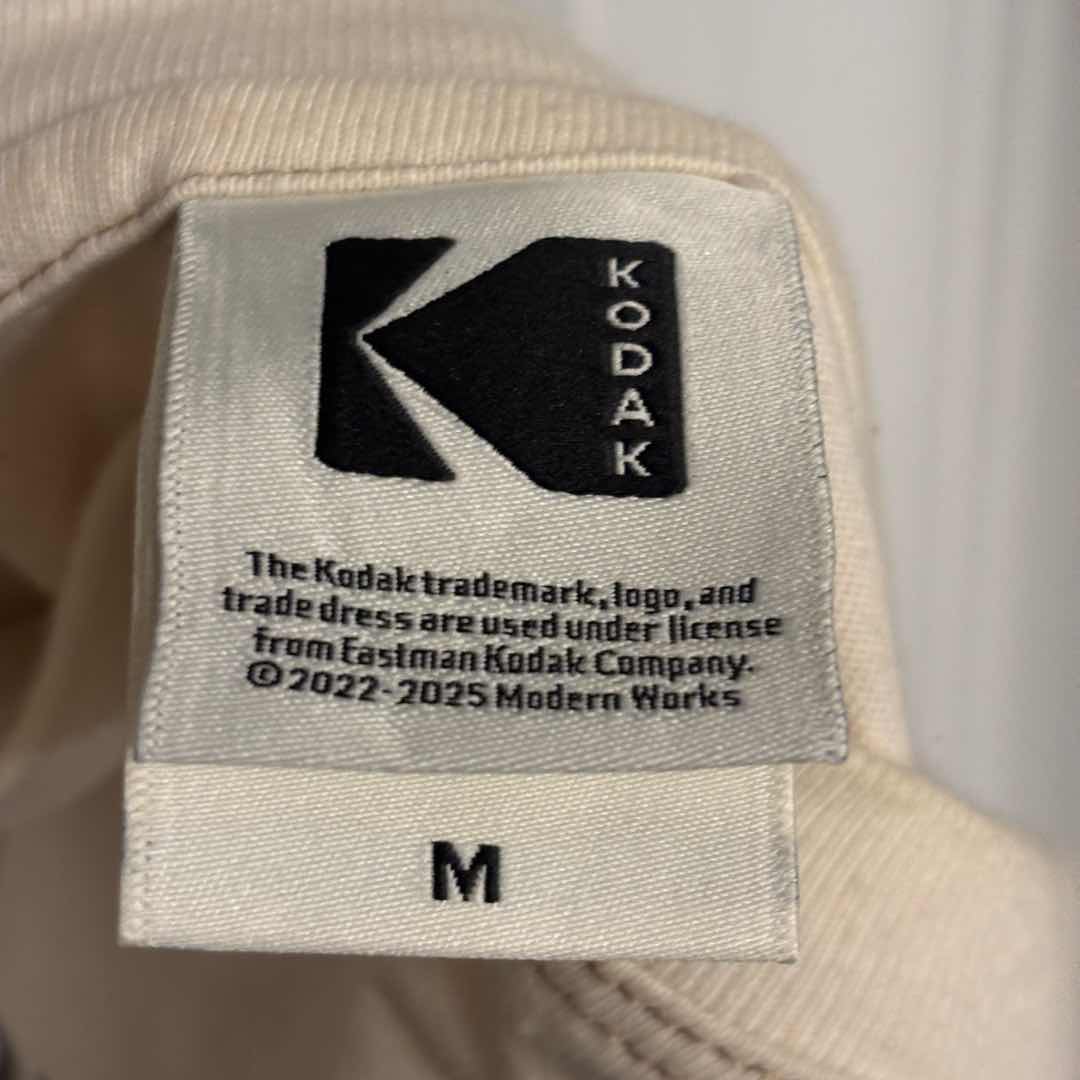 KODAK
The Kodak trademark, logo, and
trade dress are used under license
from Eastman Kodak Company.
©2022-2025 Modern Works
M